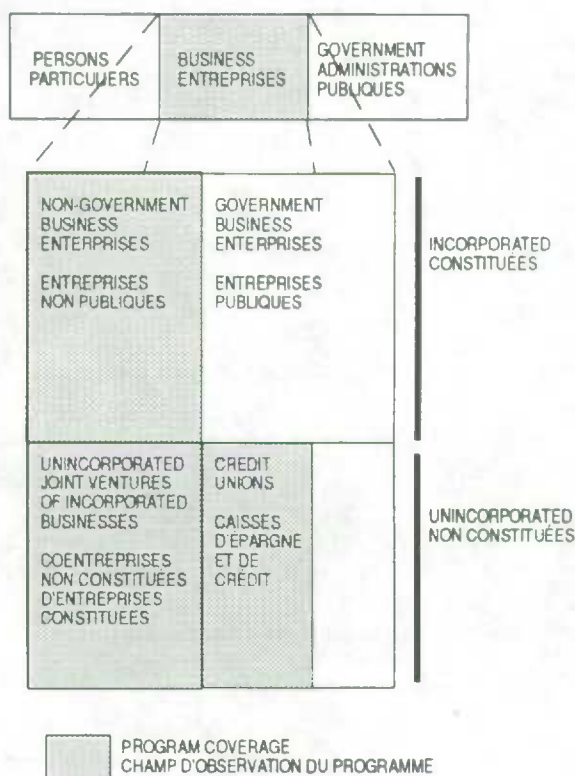 PERSONS
PARTICULIERS
BUSINESS
ENTREPRISES
GOVERNMENT
ADMINISTRATIONS
PUBLIQUES
NON-GOVERNMENT
BUSINESS
ENTERPRISES
ENTREPRISES
NON PUBLIQUES
GOVERNMENT
BUSINESS
ENTERPRISES
ENTREPRISES
PUBLIQUES
INCORPORATED
CONSTITUÉES
UNINCORPORATED
JOINT VENTURES
OF INCORPORATED
BUSINESSES
COENTREPRISES
NON CONSTITUÉES
D'ENTREPRISES
CONSTITUÉES
CREDIT
UNIONS
CAISSES
D'ÉPARGNE
ET DE
CRÉDIT
UNINCORPORATED
NON CONSTITUÉES
PROGRAM COVERAGE
CHAMP D'OBSERVATION DU PROGRAMME